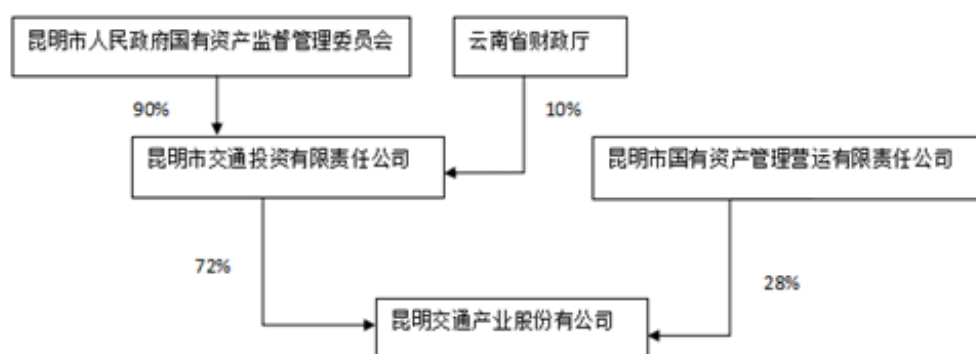 昆明市人民政府国有资产监督管理委员会
云南省财政厅
90%
10%
昆明市交通投资有限责任公司
昆明市国有资产管理营运有限责任公司
72%
28%
昆明交通产业股份有公司